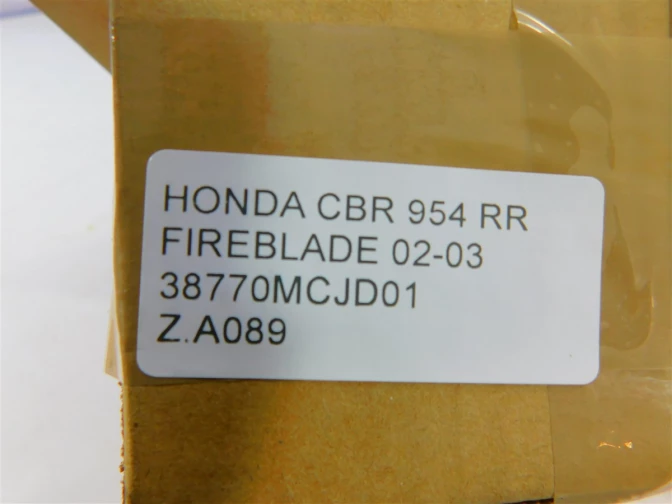 HONDA CBR 954 RR
FIREBLADE 02-03
38770MCJD01
Z.A089